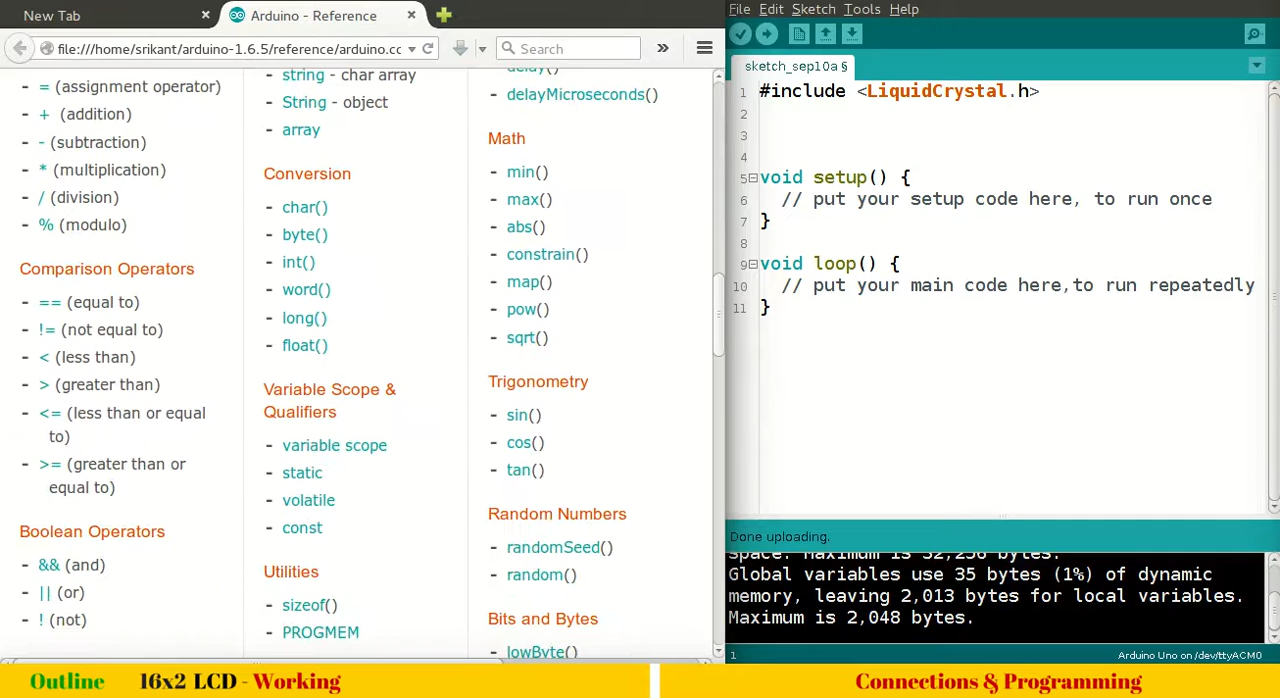 New Tab
Arduino - Reference
file:///home/srikant/arduino-1.6.5/reference/arduino.cc
Search
= (assignment operator)
+ (addition)
- (subtraction)
* (multiplication)
/ (division)
% (modulo)
Comparison Operators
== (equal to)
!= (not equal to)
< (less than)
> (greater than)
<= (less than or equal
to)
>= (greater than or
equal to)
Boolean Operators
&& (and)
|| (or)
! (not)
string - char array
String - object
array
Conversion
char()
byte()
int()
word()
long()
float()
Variable Scope &
Qualifiers
variable scope
static
volatile
const
Utilities
sizeof()
PROGMEM
delay()
delayMicroseconds()
Math
min()
max()
abs()
constrain()
map()
pow()
sqrt()
Trigonometry
sin()
cos()
tan()
Random Numbers
randomSeed()
random()
Bits and Bytes
lowByte()
File Edit Sketch Tools Help
sketch_sep10a §
1 #include <LiquidCrystal.h>
2
3
4
5 void setup() {
6 // put your setup code here, to run once
7 }
8
9 void loop() {
10 // put your main code here,to run repeatedly
11 }
Done uploading.
space. Maximum is 32,256 bytes.
Global variables use 35 bytes (1%) of dynamic
memory, leaving 2,013 bytes for local variables.
Maximum is 2,048 bytes.
1 Arduino Uno on /dev/ttyACM0
Outline 16x2 LCD - Working Connections & Programming